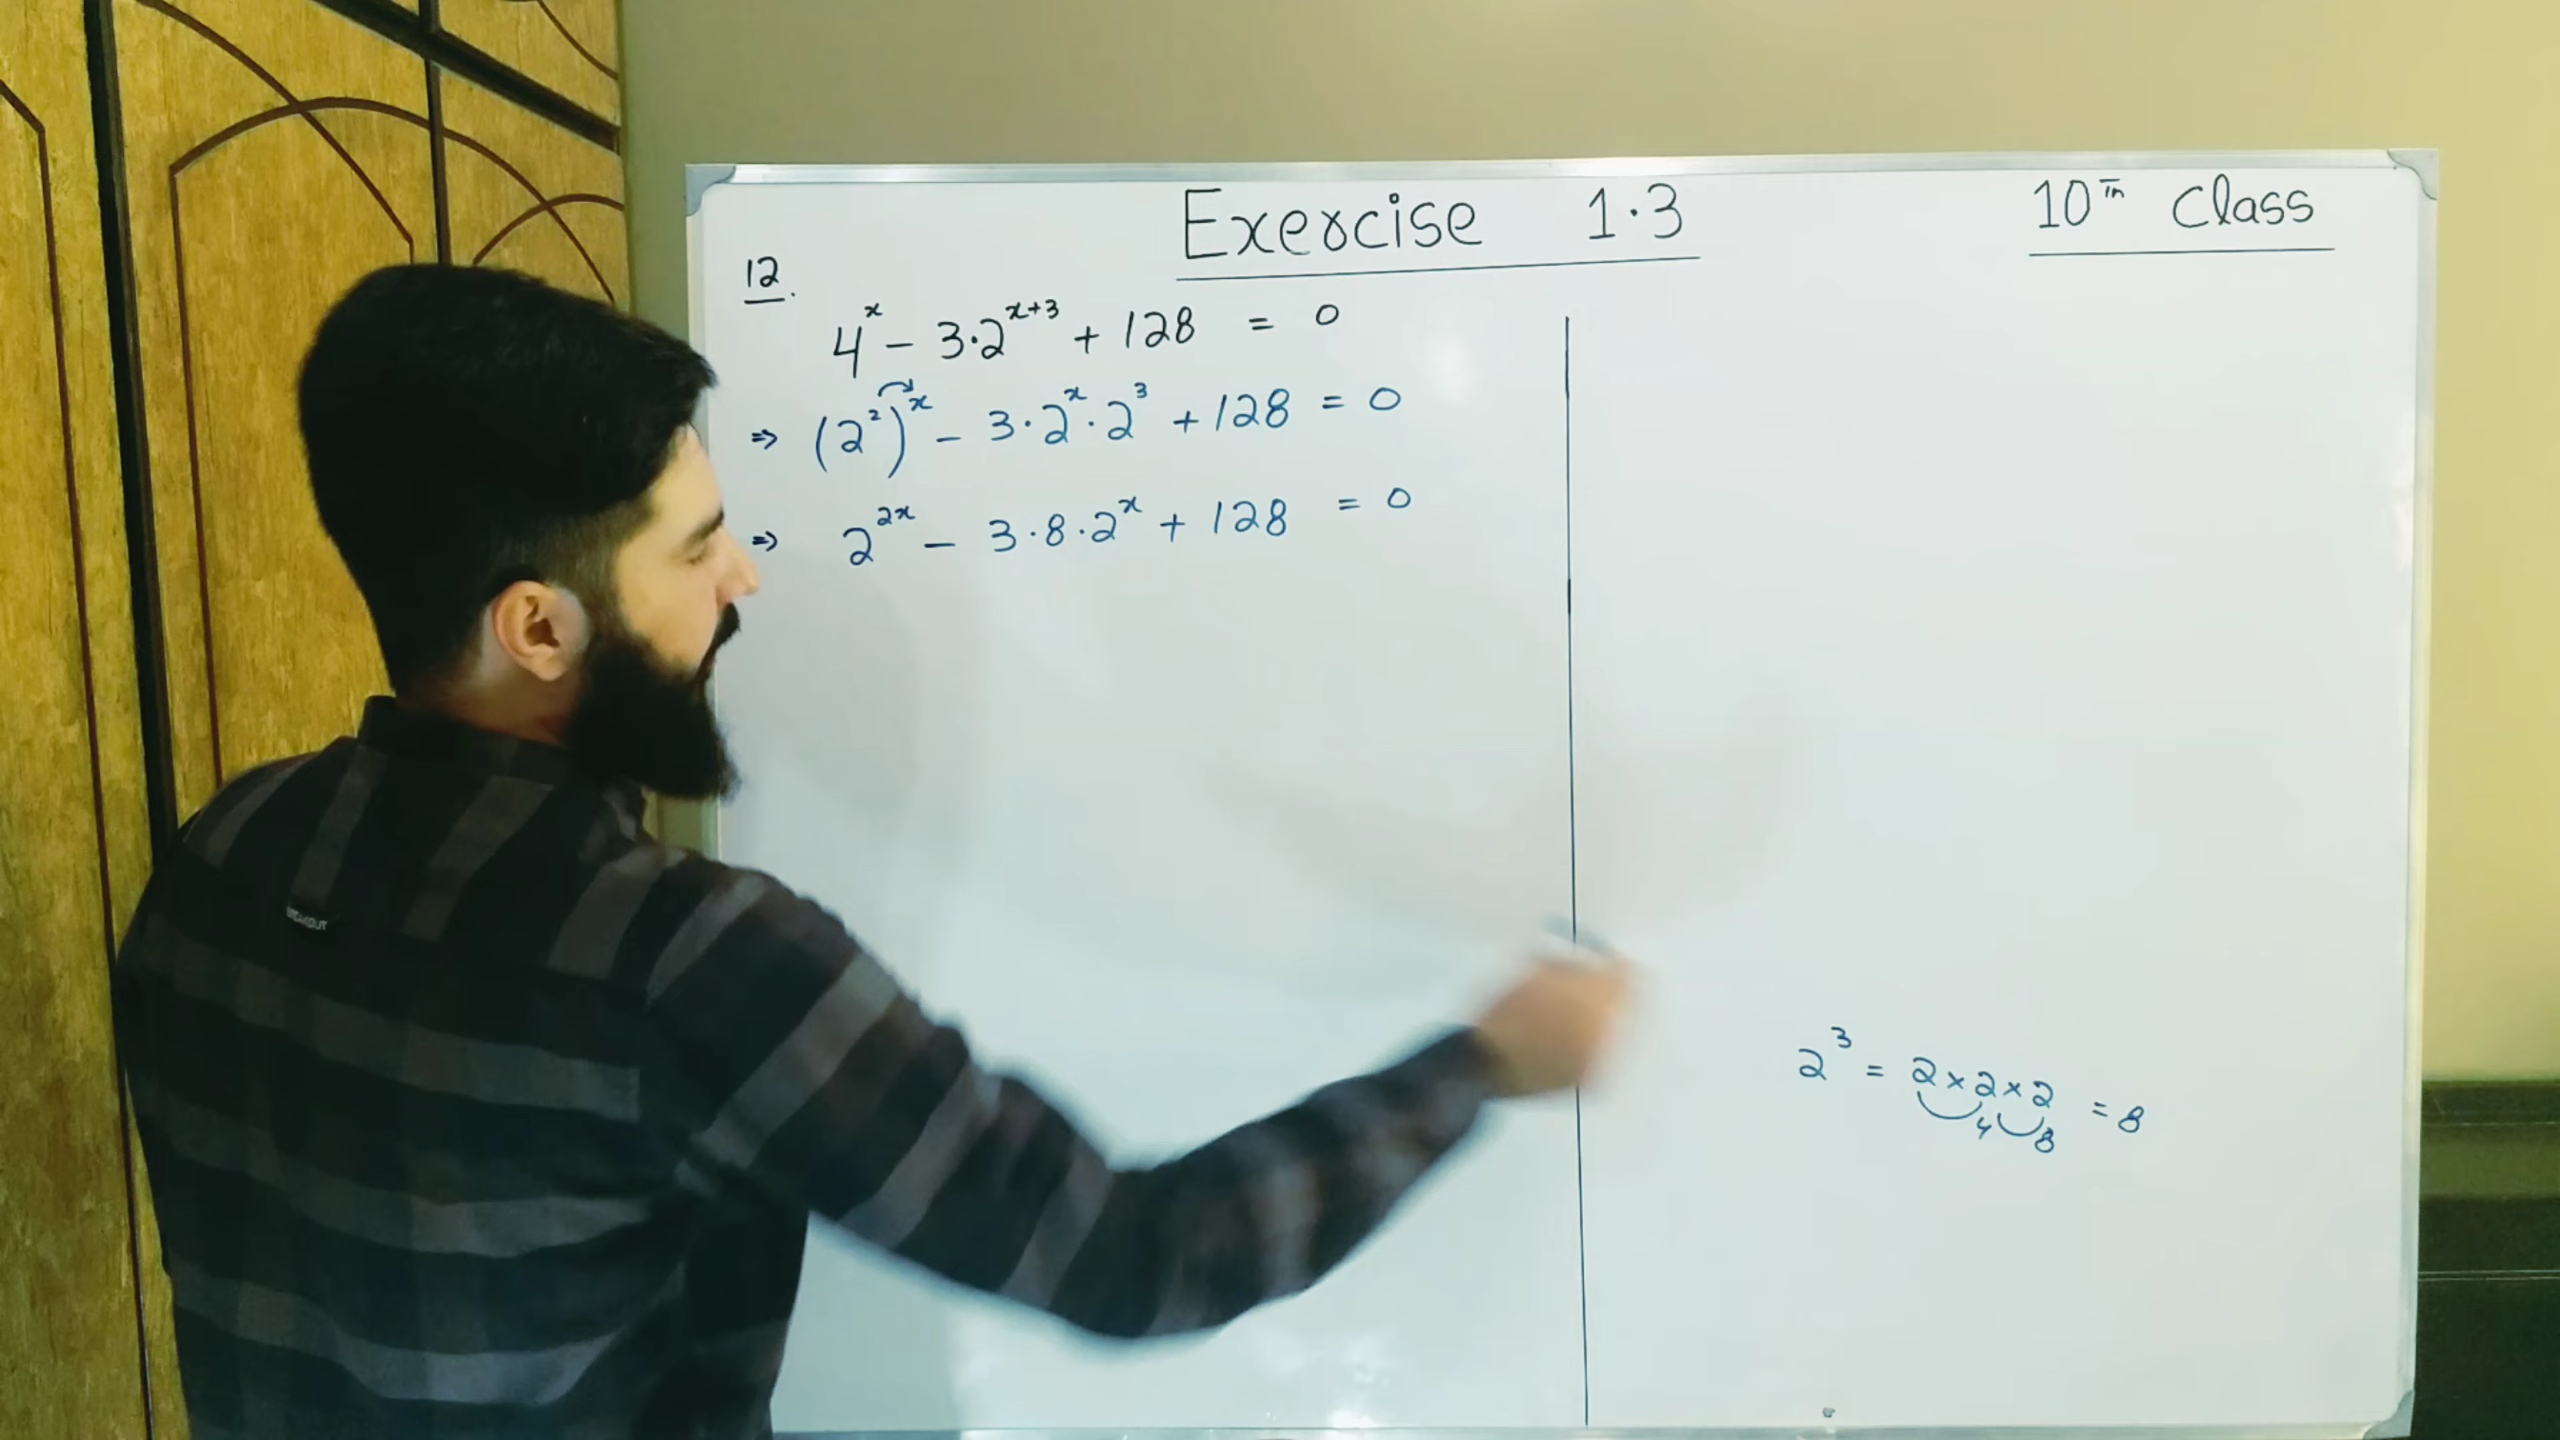 Exercise 1.3
10th Class
12.
4^x - 3·2^(x+3) + 128 = 0
⇒ (2²)^x - 3·2^x·2³ + 128 = 0
⇒ 2^(2x) - 3·8·2^x + 128 = 0
2³ = 2×2×2 = 8
4 8